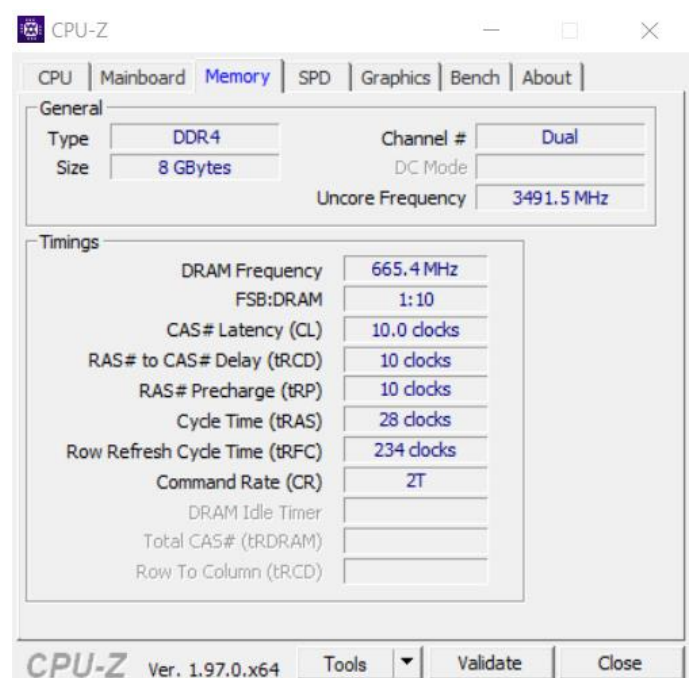 CPU-Z
CPU Mainboard Memory SPD Graphics Bench About
General
Type DDR4 Channel # Dual
Size 8 GBytes DC Mode
Uncore Frequency 3491.5 MHz
Timings
DRAM Frequency 665.4 MHz
FSB:DRAM 1:10
CAS# Latency (CL) 10.0 clocks
RAS# to CAS# Delay (tRCD) 10 clocks
RAS# Precharge (tRP) 10 clocks
Cycle Time (tRAS) 28 clocks
Row Refresh Cycle Time (tRFC) 234 clocks
Command Rate (CR) 2T
DRAM Idle Timer
Total CAS# (tRDRAM)
Row To Column (tRCD)
CPU-Z Ver. 1.97.0.x64 Tools Validate Close